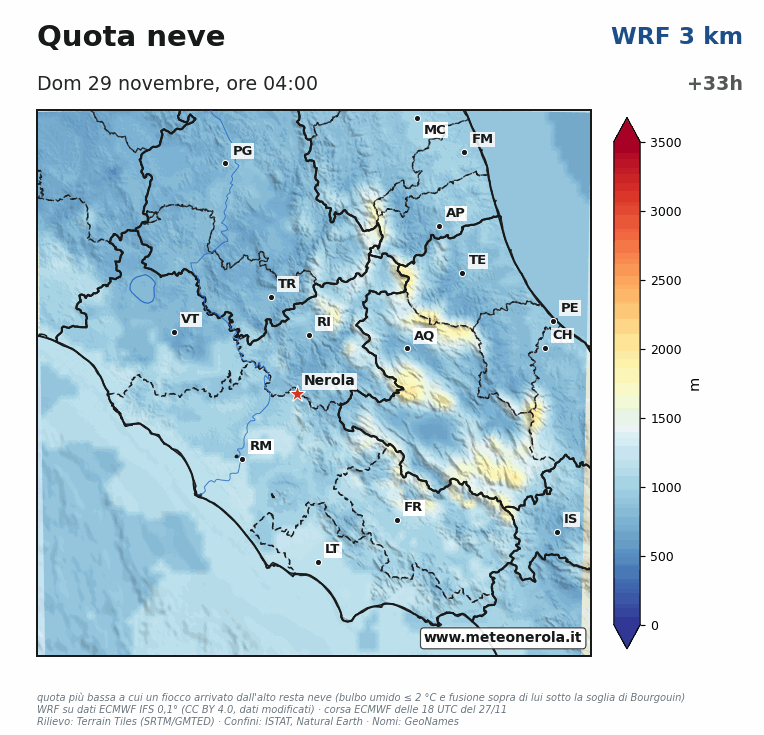 Quota neve
WRF 3 km
Dom 29 novembre, ore 04:00
+33h
MC
FM
PG
AP
TE
TR
PE
VT
RI
AQ
CH
Nerola
RM
FR
IS
LT
www.meteonerola.it
3500
3000
2500
2000
1500
1000
500
0
m
quota più bassa a cui un fiocco arrivato dall'alto resta neve (bulbo umido ≤ 2 °C e fusione sopra di lui sotto la soglia di Bourgouin)
WRF su dati ECMWF IFS 0,1° (CC BY 4.0, dati modificati) · corsa ECMWF delle 18 UTC del 27/11
Rilievo: Terrain Tiles (SRTM/GMTED) · Confini: ISTAT, Natural Earth · Nomi: GeoNames